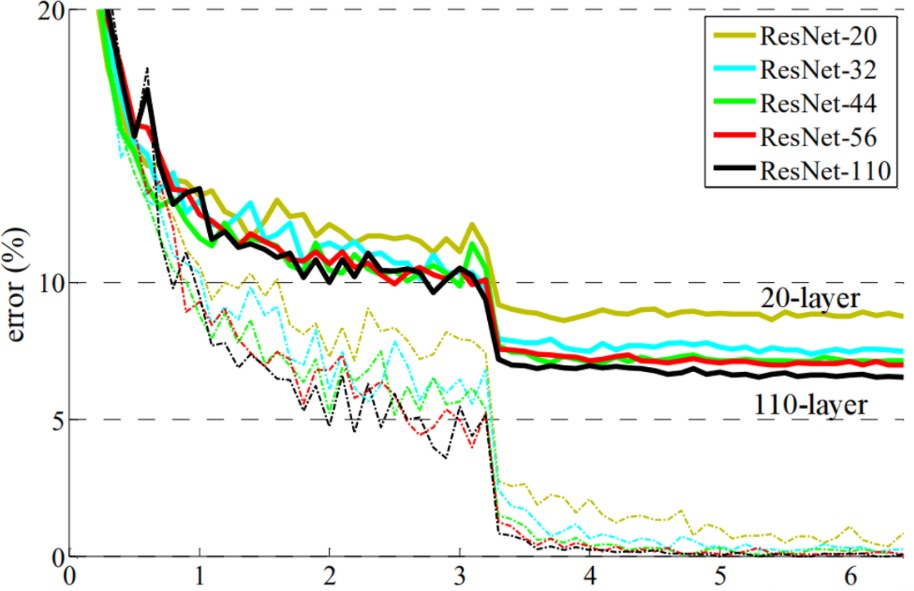 20
ResNet-20
ResNet-32
ResNet-44
ResNet-56
ResNet-110
error (%)
10
20-layer
110-layer
5
0
0 1 2 3 4 5 6